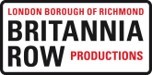 LONDON BOROUGH OF RICHMOND
BRITANNIA
ROW PRODUCTIONS